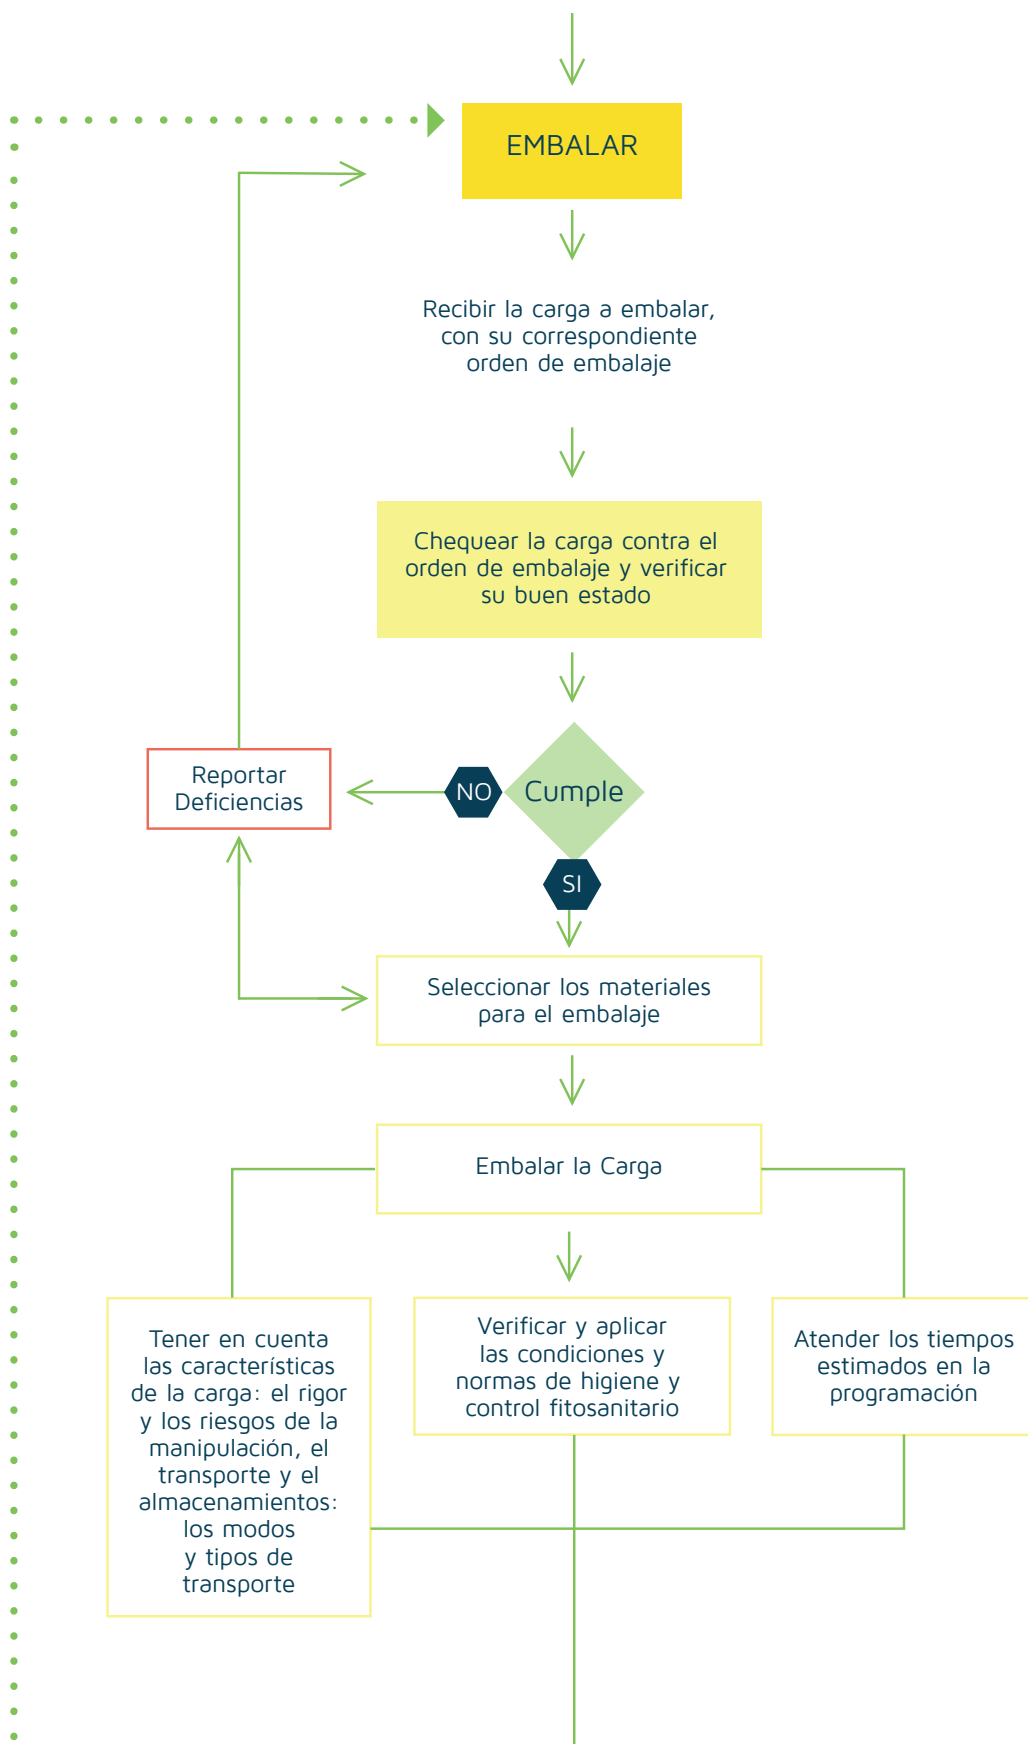 EMBALAR
Recibir la carga a embalar,
con su correspondiente
orden de embalaje
Chequear la carga contra el
orden de embalaje y verificar
su buen estado
Reportar
Deficiencias
NO
Cumple
SI
Seleccionar los materiales
para el embalaje
Embalar la Carga
Tener en cuenta
las características
de la carga: el rigor
y los riesgos de la
manipulación, el
transporte y el
almacenamientos:
los modos
y tipos de
transporte
Verificar y aplicar
las condiciones y
normas de higiene y
control fitosanitario
Atender los tiempos
estimados en la
programación